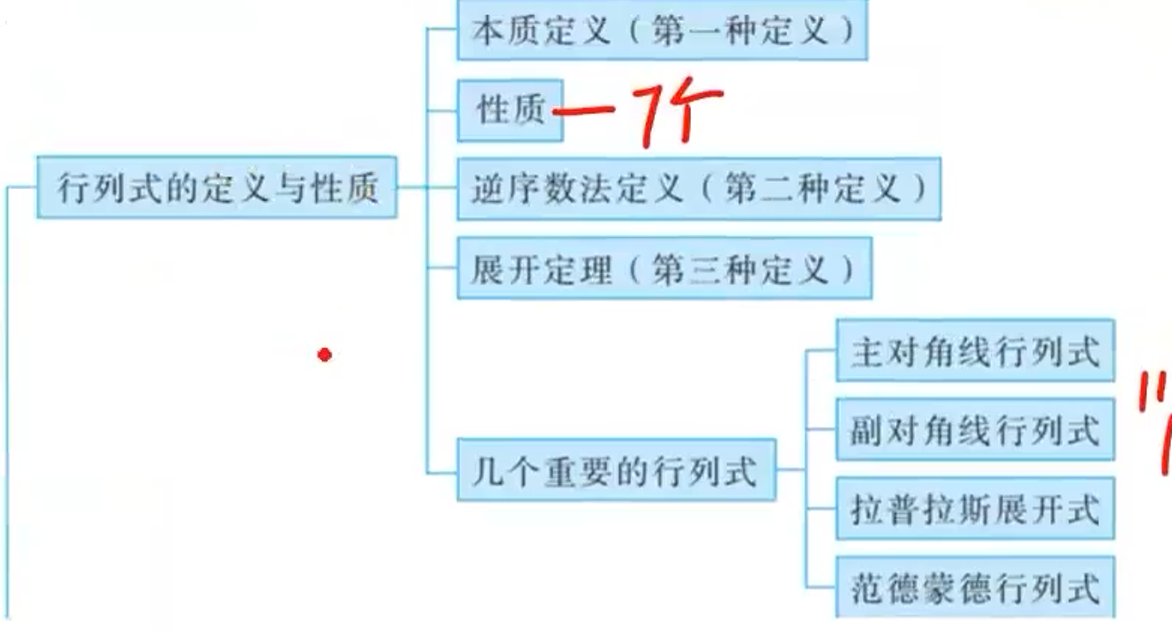 本质定义（第一种定义）
性质 — 7个
行列式的定义与性质
逆序数法定义（第二种定义）
展开定理（第三种定义）
主对角线行列式
副对角线行列式
几个重要的行列式
拉普拉斯展开式
范德蒙德行列式